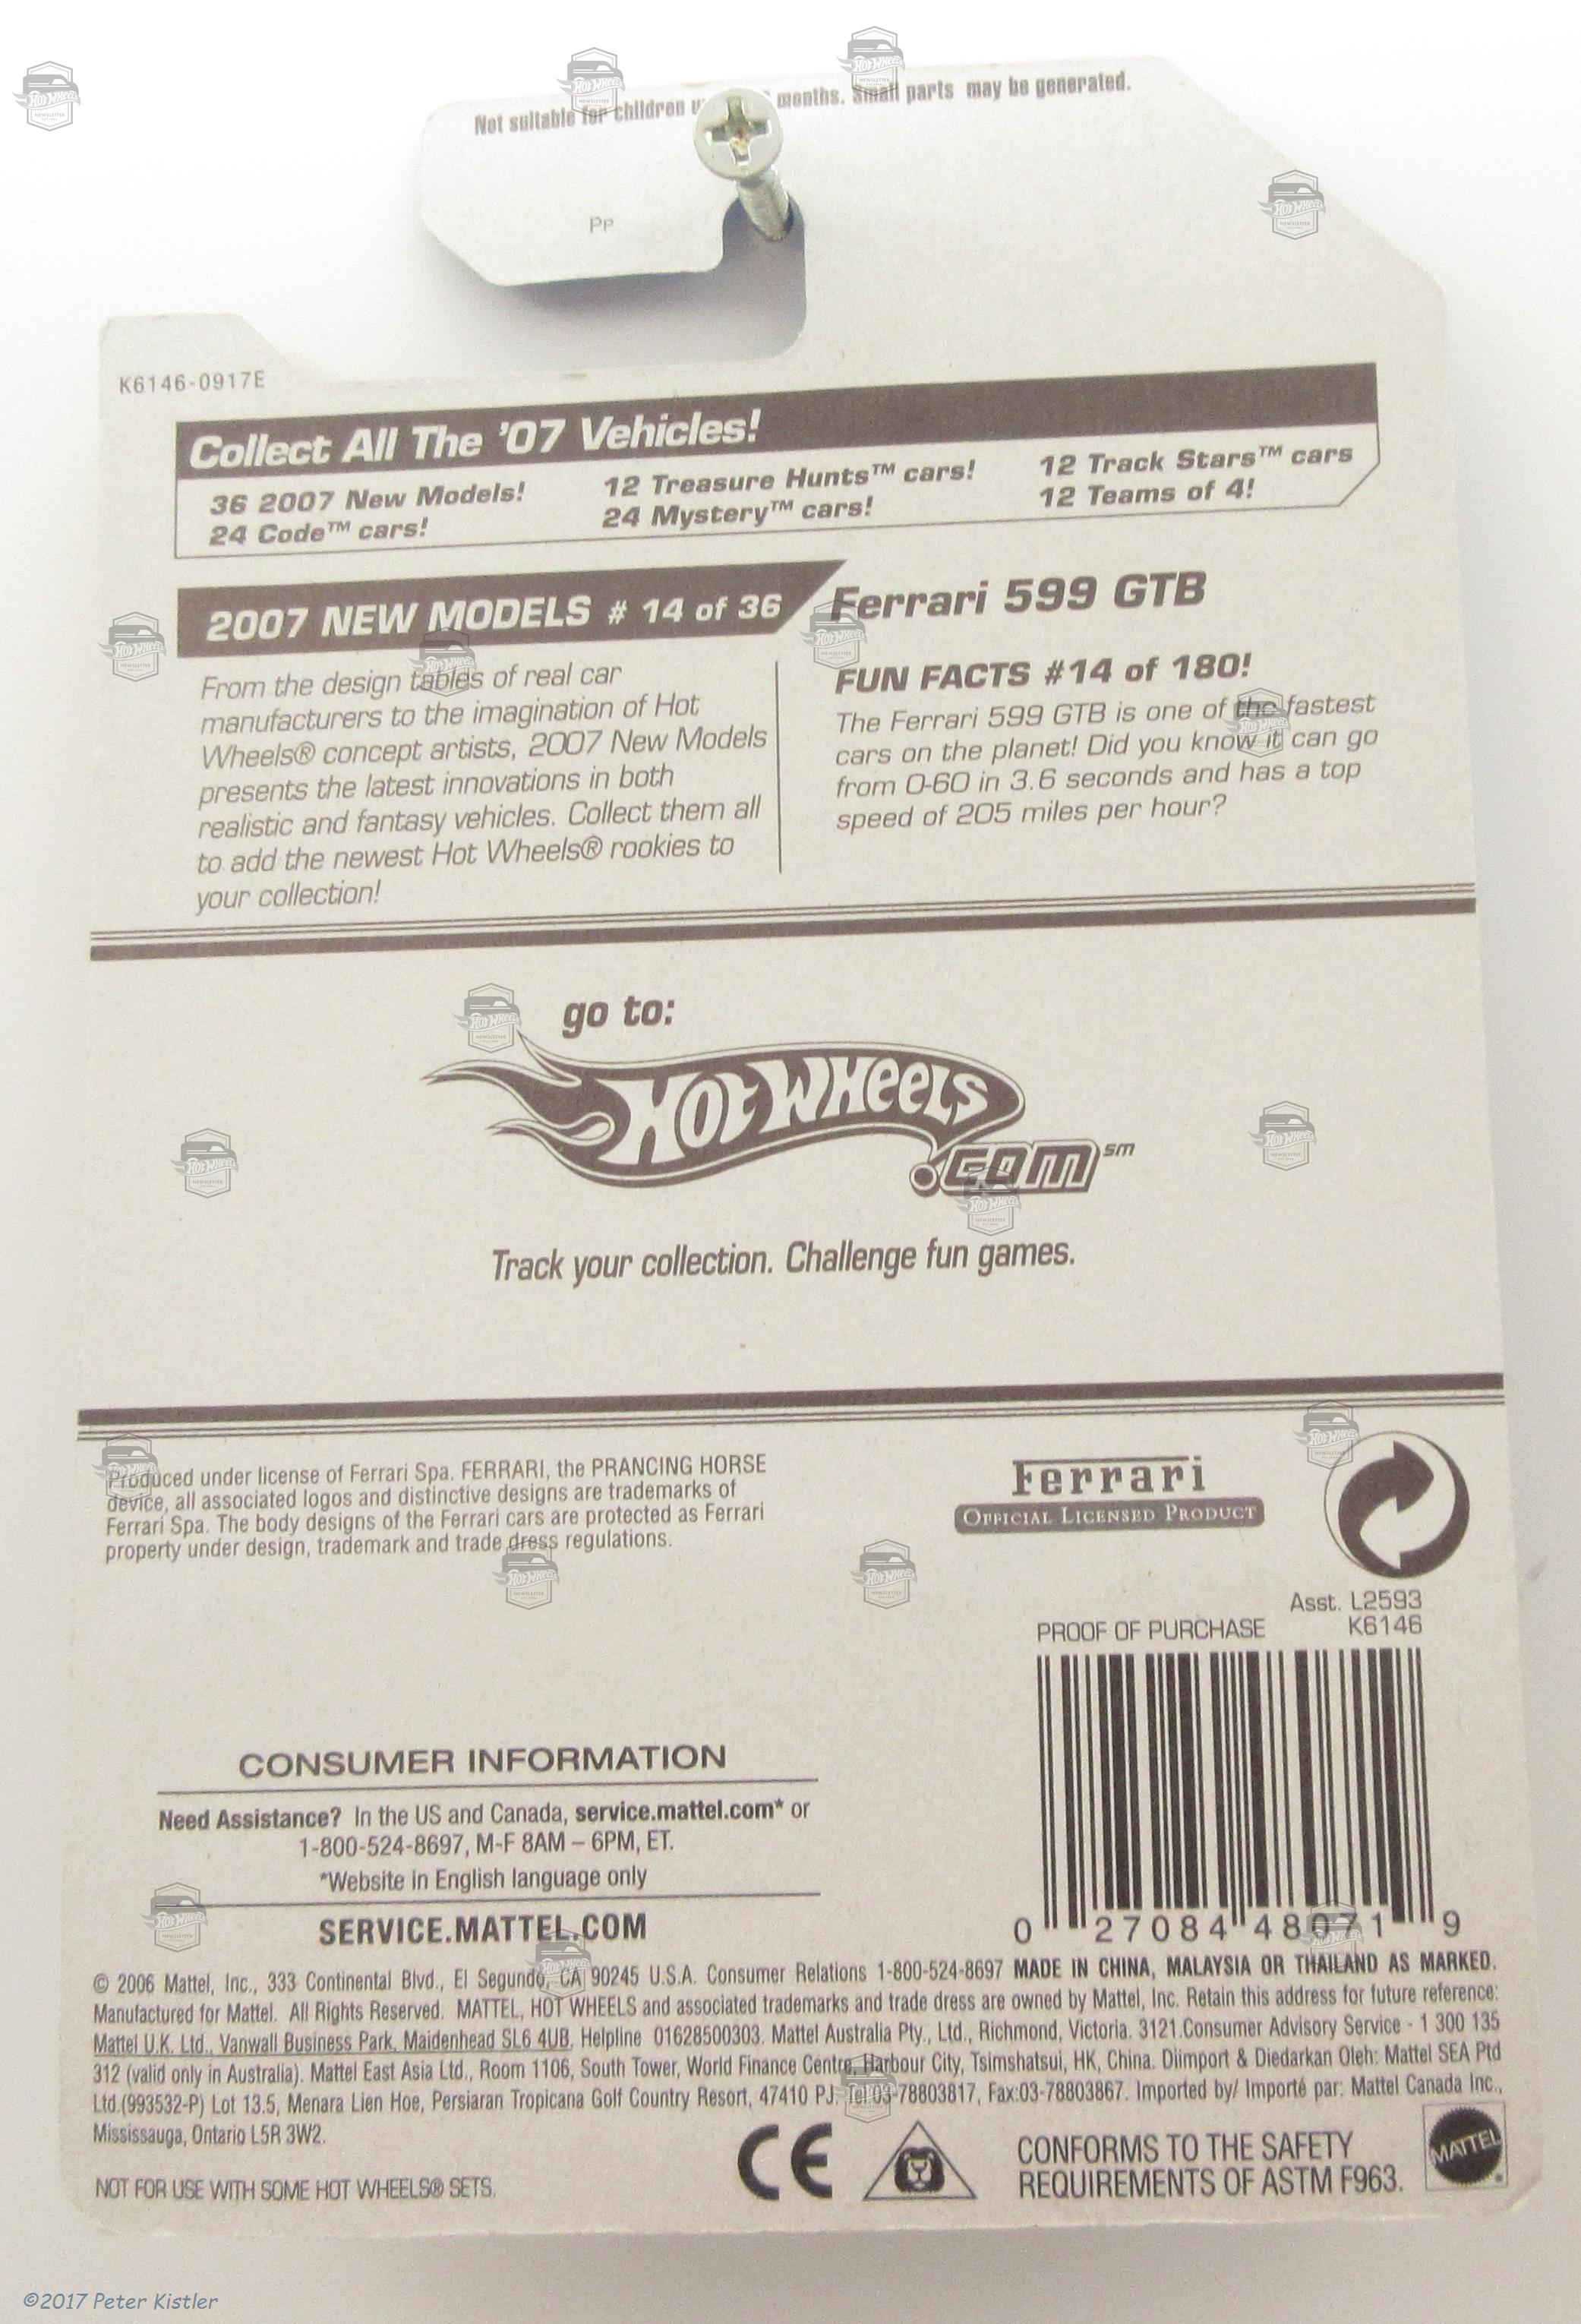 Not suitable for children months. Small parts may be generated.
PP
K6146-0917E
Collect All The '07 Vehicles!
36 2007 New Models!
24 Code™ cars!
12 Treasure Hunts™ cars!
24 Mystery™ cars!
12 Track Stars™ cars
12 Teams of 4!
2007 NEW MODELS # 14 of 36
Ferrari 599 GTB
From the design tables of real car
manufacturers to the imagination of Hot
Wheels® concept artists, 2007 New Models
presents the latest innovations in both
realistic and fantasy vehicles. Collect them all
to add the newest Hot Wheels® rookies to
your collection!
FUN FACTS #14 of 180!
The Ferrari 599 GTB is one of the fastest
cars on the planet! Did you know it can go
from 0-60 in 3.6 seconds and has a top
speed of 205 miles per hour?
go to:
HOT WHEELS
.COM℠
Track your collection. Challenge fun games.
Produced under license of Ferrari Spa. FERRARI, the PRANCING HORSE
device, all associated logos and distinctive designs are trademarks of
Ferrari Spa. The body designs of the Ferrari cars are protected as Ferrari
property under design, trademark and trade dress regulations.
Ferrari
OFFICIAL LICENSED PRODUCT
Asst. L2593
PROOF OF PURCHASE K6146
0 27084 48071 9
CONSUMER INFORMATION
Need Assistance? In the US and Canada, service.mattel.com* or
1-800-524-8697, M-F 8AM – 6PM, ET.
*Website in English language only
SERVICE.MATTEL.COM
© 2006 Mattel, Inc., 333 Continental Blvd., El Segundo, CA 90245 U.S.A. Consumer Relations 1-800-524-8697 MADE IN CHINA, MALAYSIA OR THAILAND AS MARKED.
Manufactured for Mattel. All Rights Reserved. MATTEL, HOT WHEELS and associated trademarks and trade dress are owned by Mattel, Inc. Retain this address for future reference:
Mattel U.K. Ltd., Vanwall Business Park, Maidenhead SL6 4UB. Helpline 01628500303. Mattel Australia Pty., Ltd., Richmond, Victoria. 3121.Consumer Advisory Service - 1 300 135
312 (valid only in Australia). Mattel East Asia Ltd., Room 1106, South Tower, World Finance Centre, Harbour City, Tsimshatsui, HK, China. Diimport & Diedarkan Oleh: Mattel SEA Ptd
Ltd.(993532-P) Lot 13.5, Menara Lien Hoe, Persiaran Tropicana Golf Country Resort, 47410 PJ. Tel:03-78803817, Fax:03-78803867. Imported by/ Importé par: Mattel Canada Inc.,
Mississauga, Ontario L5R 3W2.
NOT FOR USE WITH SOME HOT WHEELS® SETS.
CE
CONFORMS TO THE SAFETY
REQUIREMENTS OF ASTM F963.
MATTEL
©2017 Peter Kistler